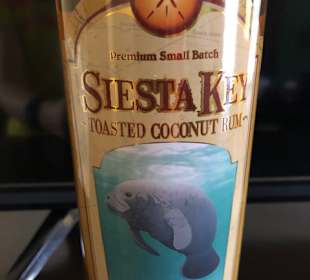 Premium Small Batch
SIESTA KEY
TOASTED COCONUT RUM